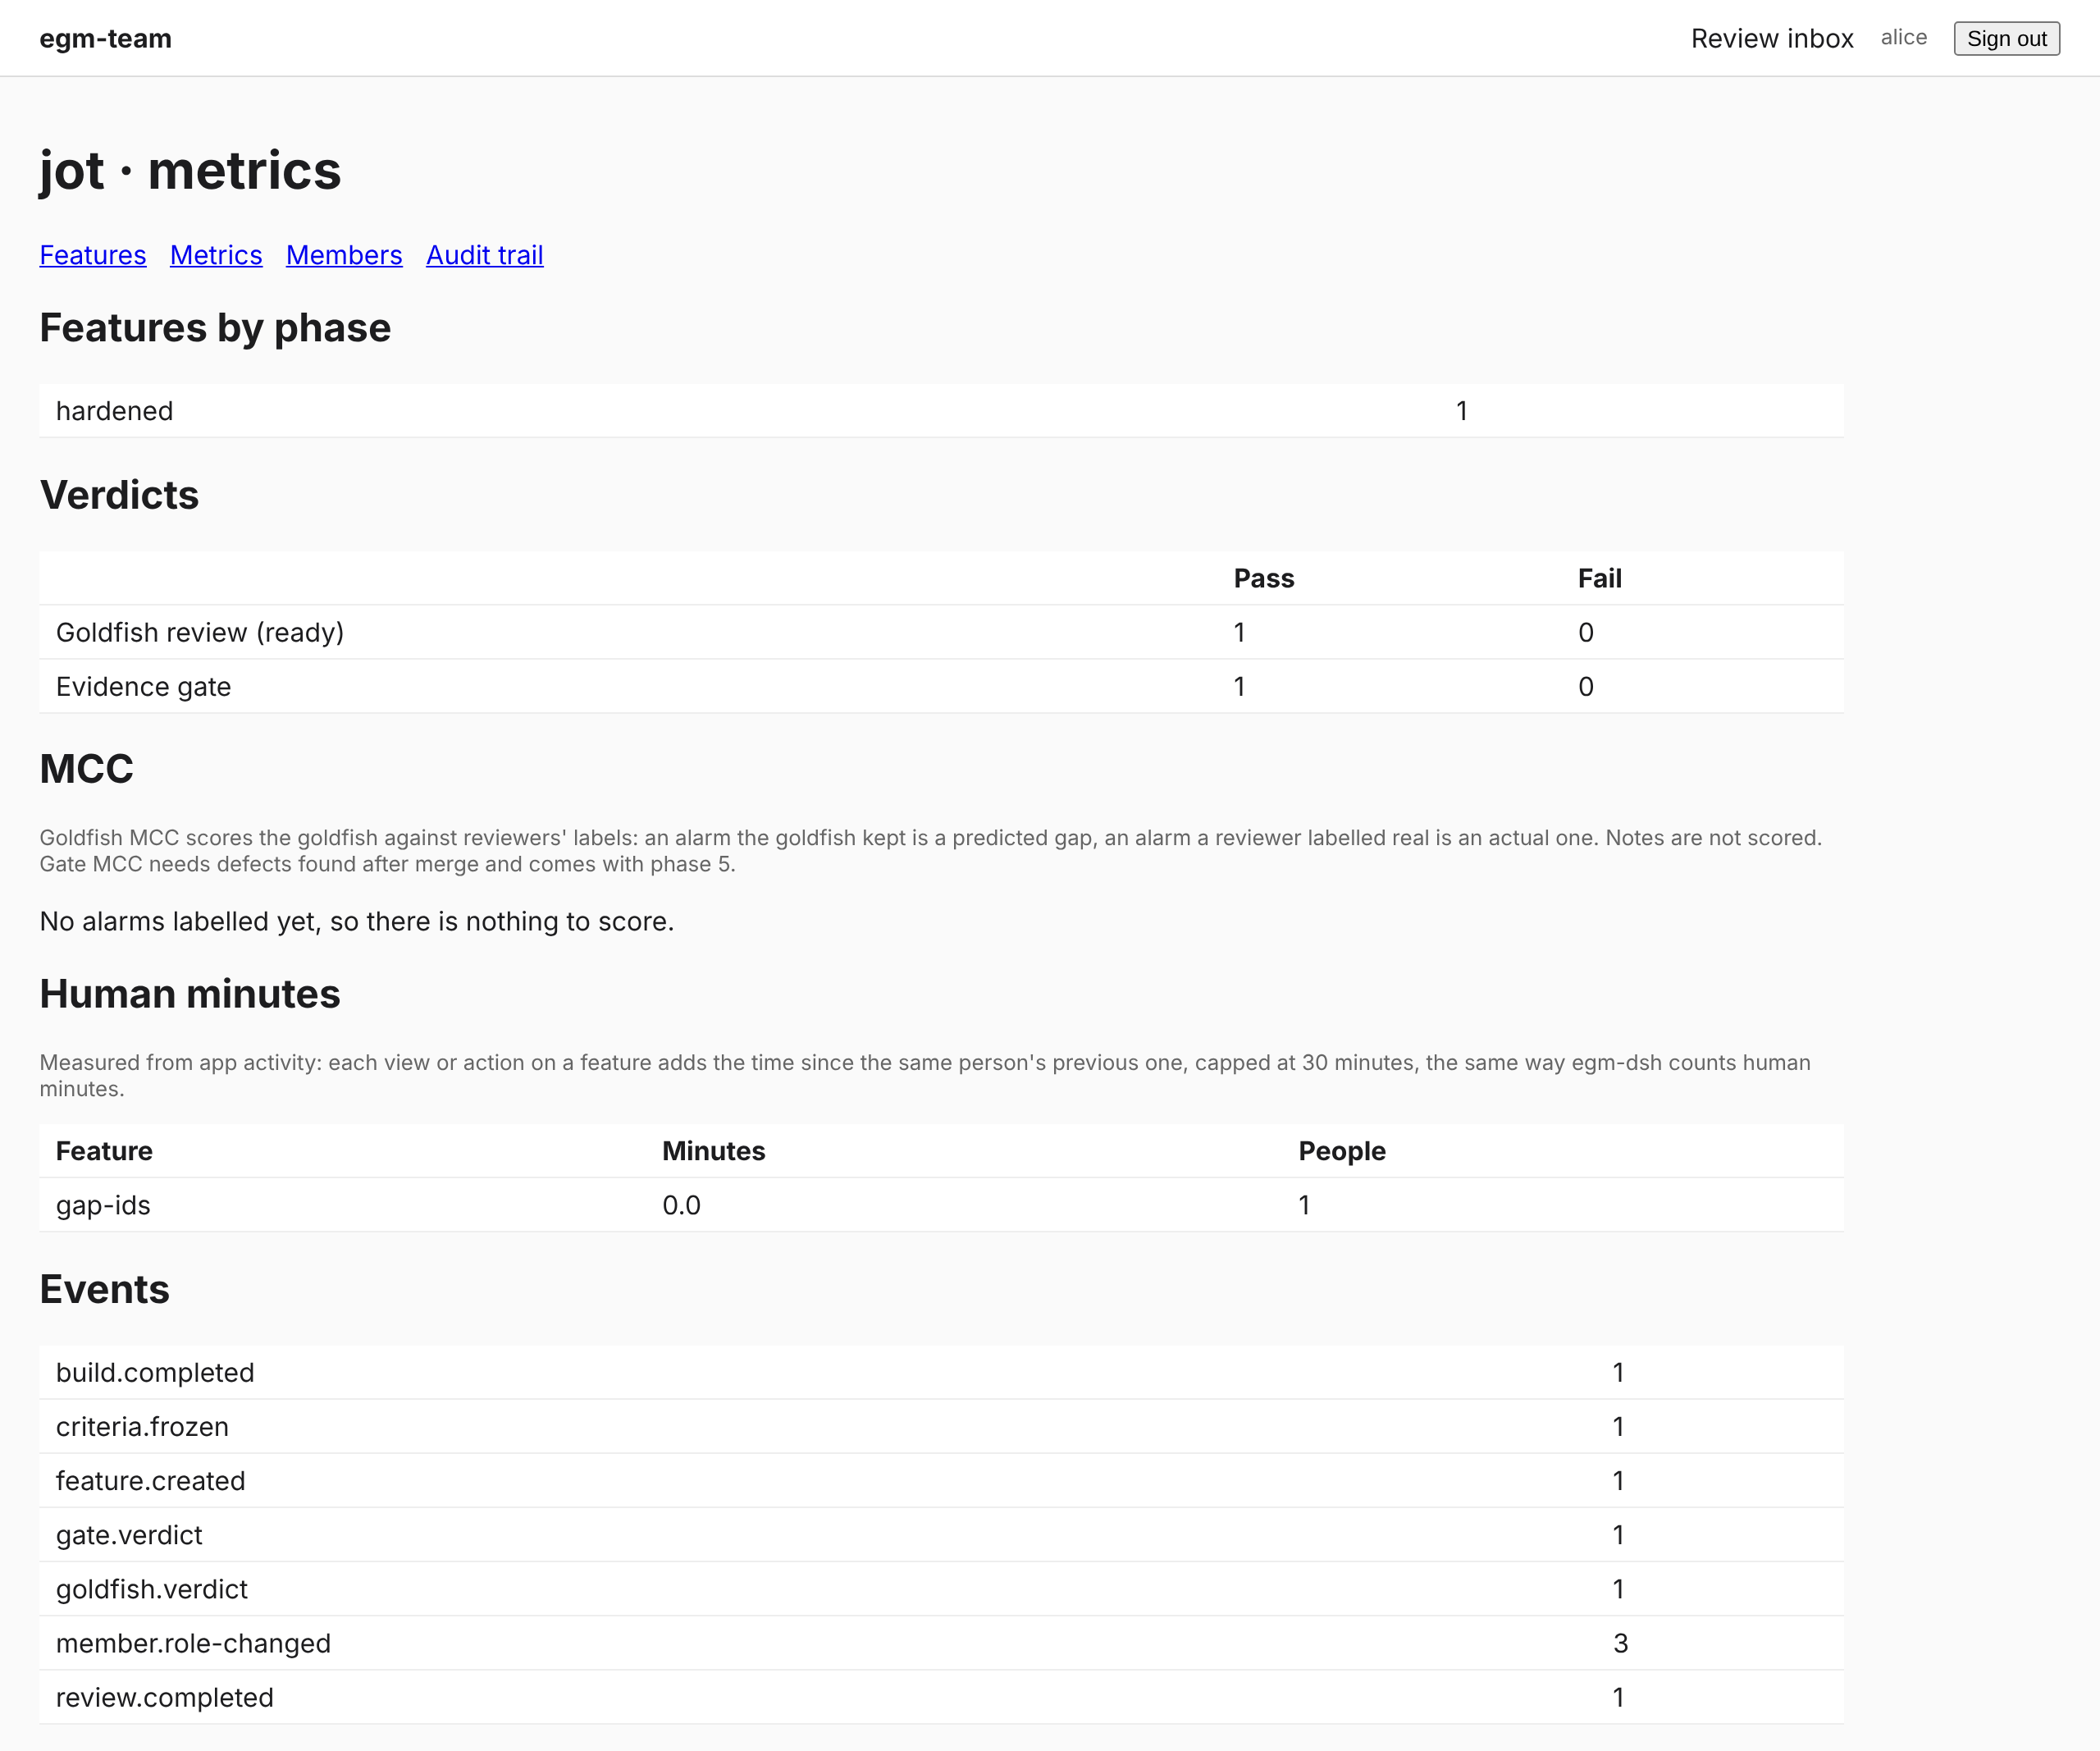 egm-team
Review inbox alice Sign out
jot · metrics
Features Metrics Members Audit trail
Features by phase
hardened 1
Verdicts
Pass Fail
Goldfish review (ready) 1 0
Evidence gate 1 0
MCC
Goldfish MCC scores the goldfish against reviewers' labels: an alarm the goldfish kept is a predicted gap, an alarm a reviewer labelled real is an actual one. Notes are not scored.
Gate MCC needs defects found after merge and comes with phase 5.
No alarms labelled yet, so there is nothing to score.
Human minutes
Measured from app activity: each view or action on a feature adds the time since the same person's previous one, capped at 30 minutes, the same way egm-dsh counts human
minutes.
Feature Minutes People
gap-ids 0.0 1
Events
build.completed 1
criteria.frozen 1
feature.created 1
gate.verdict 1
goldfish.verdict 1
member.role-changed 3
review.completed 1